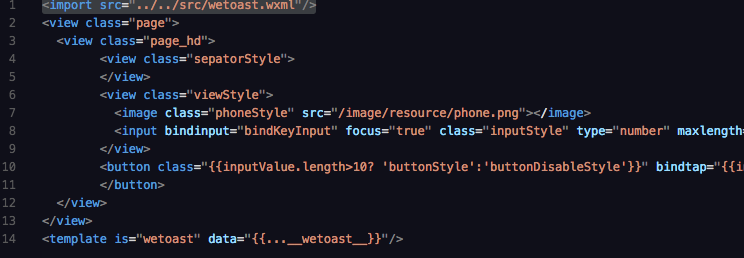 1 <import src="../../src/wetoast.wxml"/>
2 <view class="page">
3 <view class="page_hd">
4 <view class="sepatorStyle">
5 </view>
6 <view class="viewStyle">
7 <image class="phoneStyle" src="/image/resource/phone.png"></image>
8 <input bindinput="bindKeyInput" focus="true" class="inputStyle" type="number" maxlength=
9 </view>
10 <button class="{{inputValue.length>10? 'buttonStyle':'buttonDisableStyle'}}" bindtap="{{i
11 </button>
12 </view>
13 </view>
14 <template is="wetoast" data="{{...__wetoast__}}"/>